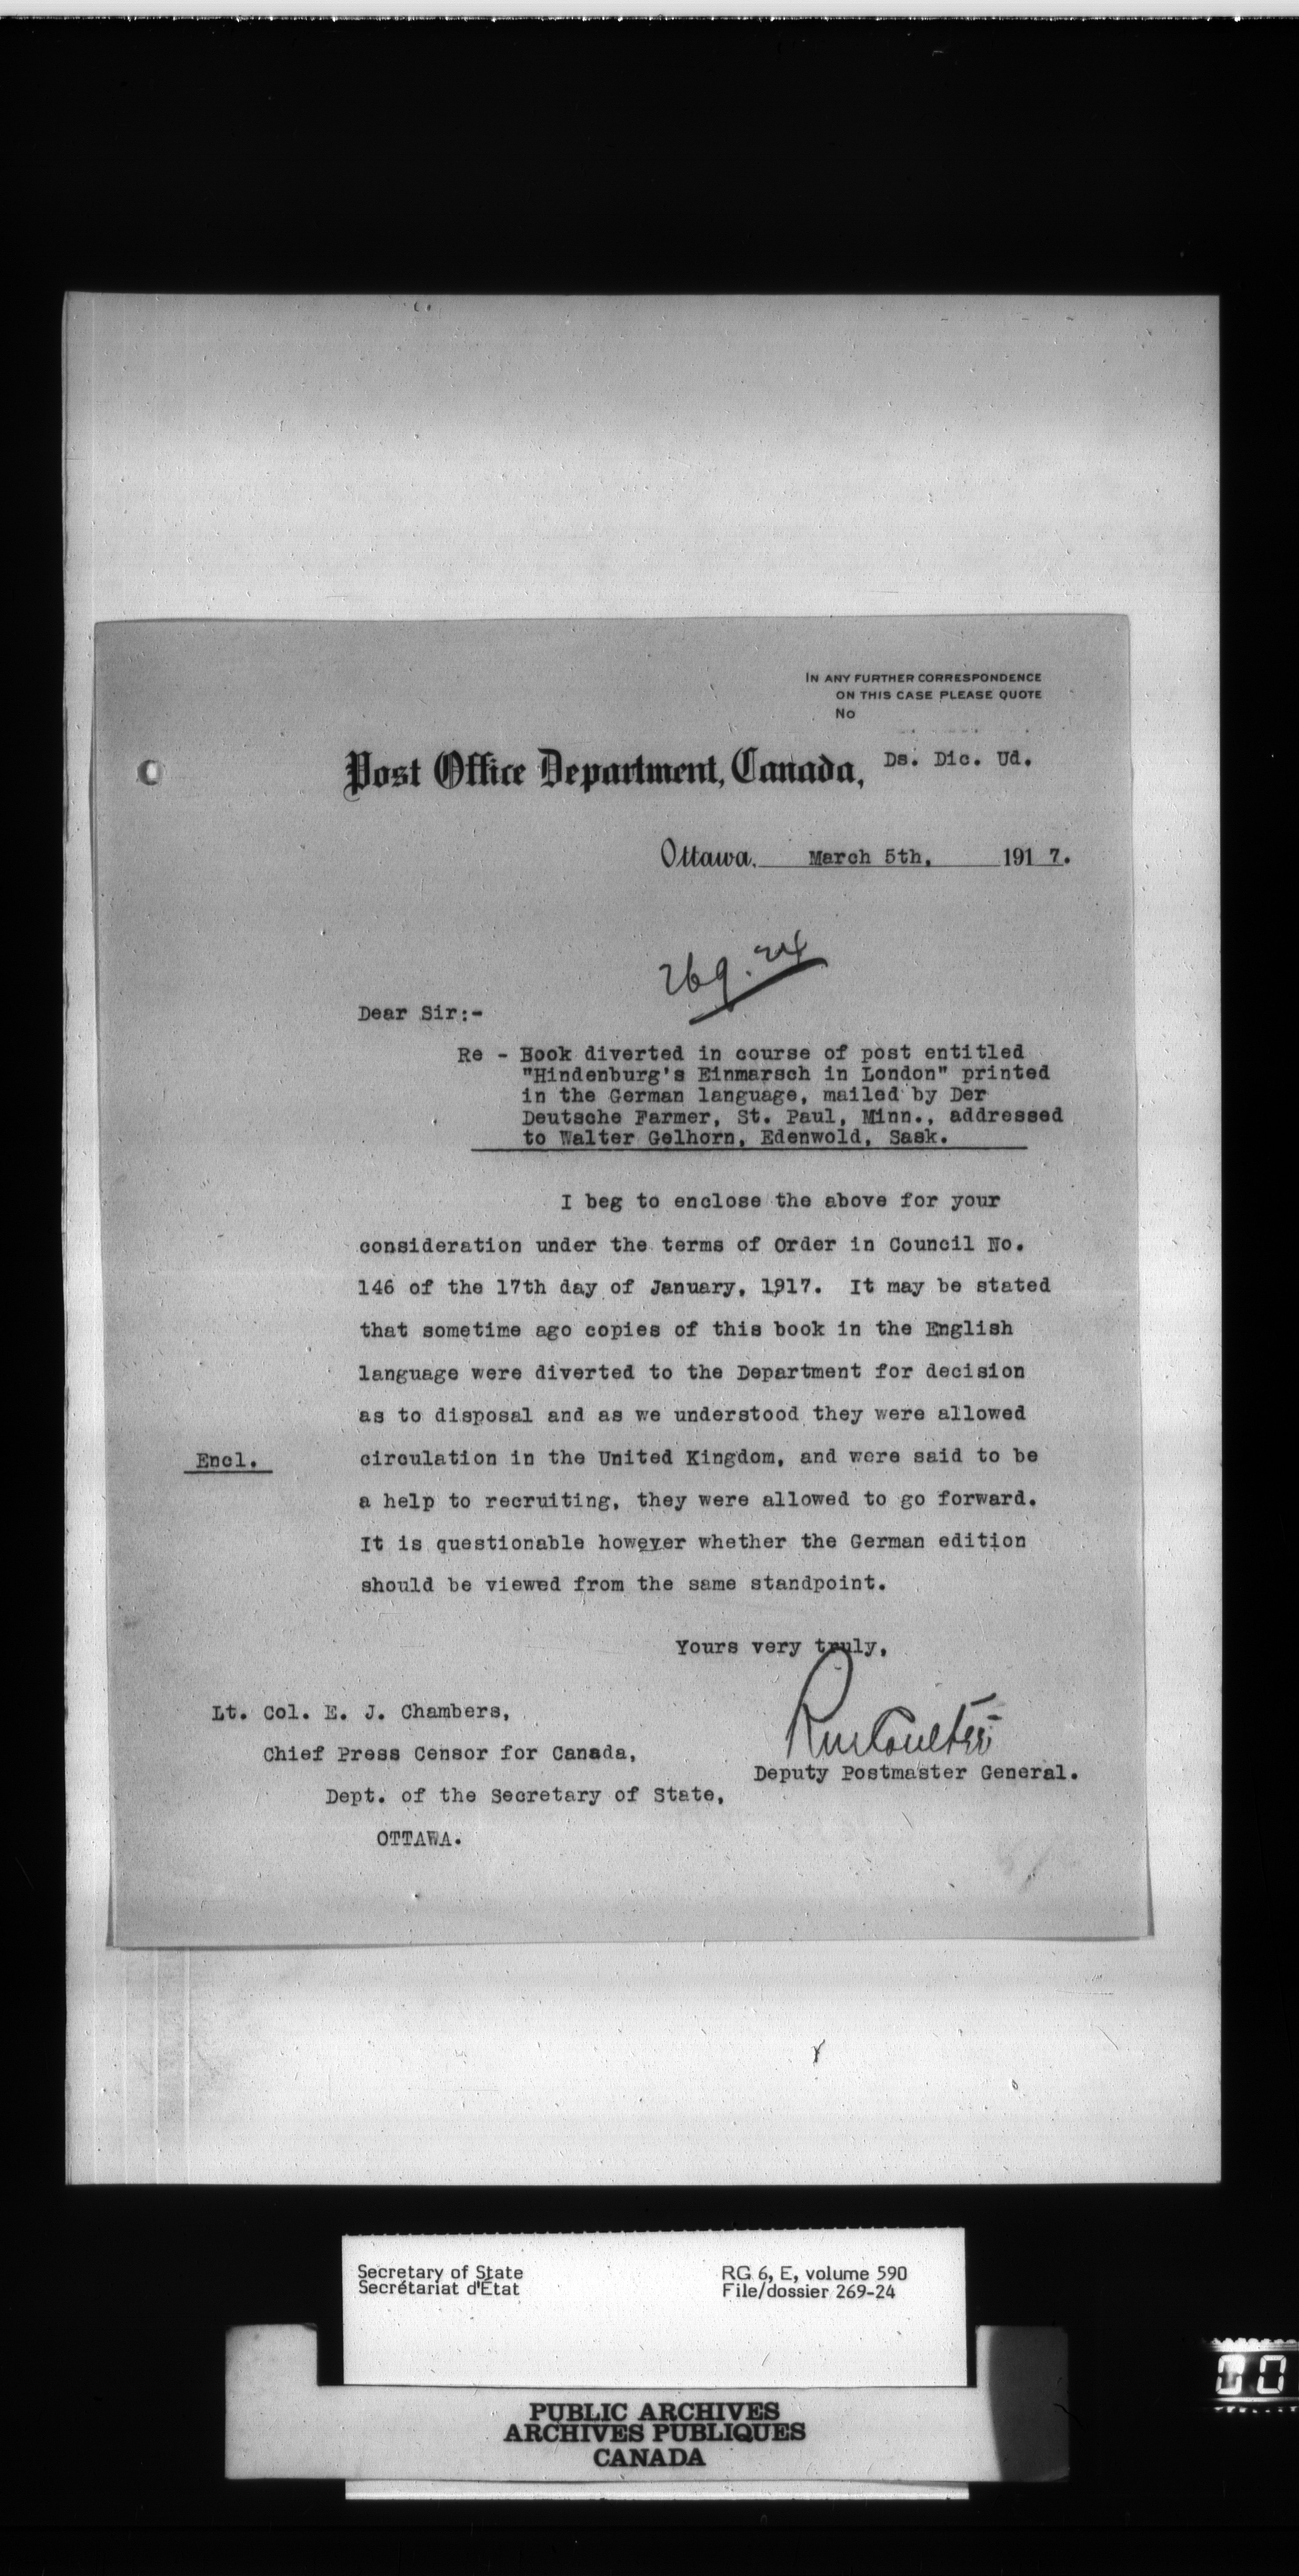 IN ANY FURTHER CORRESPONDENCE
ON THIS CASE PLEASE QUOTE
No
Post Office Department, Canada, Ds. Dic. Ud.
Ottawa, March 5th, 1917.
269.24
Dear Sir:-
Re - Book diverted in course of post entitled
"Hindenburg's Einmarsch in London" printed
in the German language, mailed by Der
Deutsche Farmer, St. Paul, Minn., addressed
to Walter Gelhorn, Edenwold, Sask.
I beg to enclose the above for your
consideration under the terms of Order in Council No.
146 of the 17th day of January, 1917. It may be stated
that sometime ago copies of this book in the English
language were diverted to the Department for decision
as to disposal and as we understood they were allowed
Encl. circulation in the United Kingdom, and were said to be
a help to recruiting, they were allowed to go forward.
It is questionable however whether the German edition
should be viewed from the same standpoint.
Yours very truly,
RmCoulter
Deputy Postmaster General.
Lt. Col. E. J. Chambers,
Chief Press Censor for Canada,
Dept. of the Secretary of State,
OTTAWA.
Secretary of State RG 6, E, volume 590
Secrétariat d'État File/dossier 269-24
PUBLIC ARCHIVES
ARCHIVES PUBLIQUES
CANADA
00